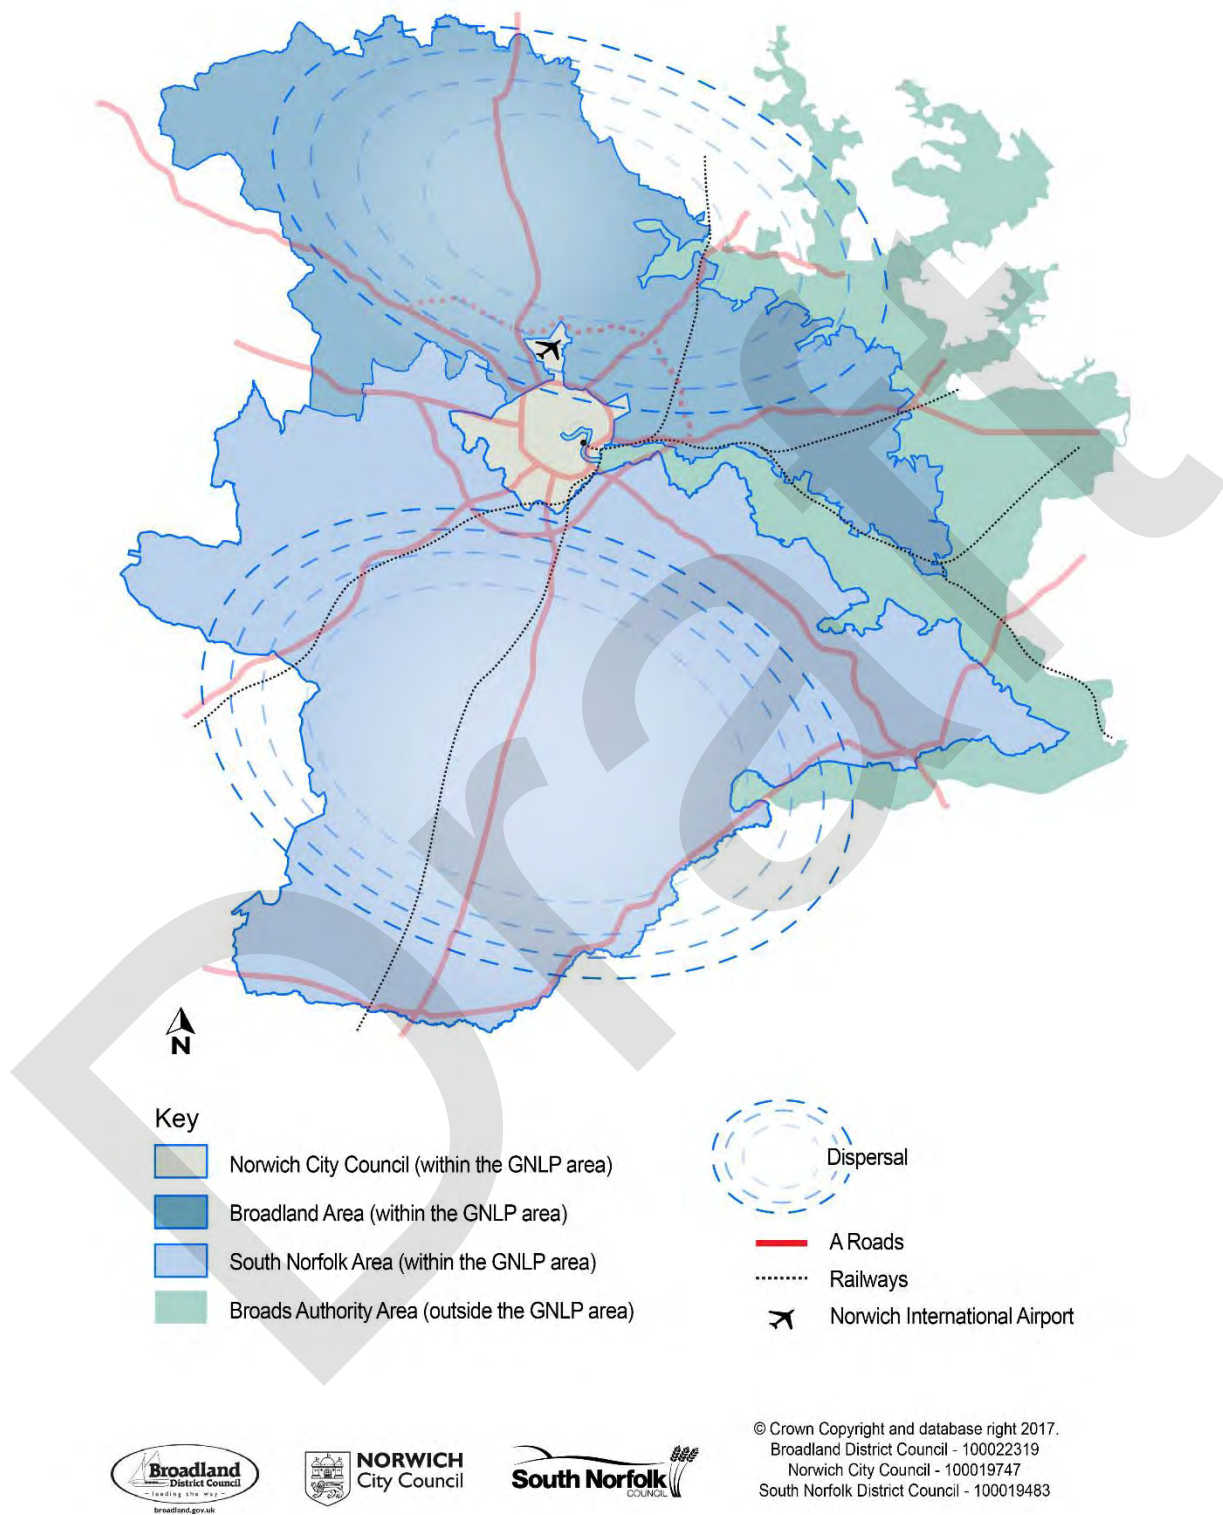 Draft
N
Key
Norwich City Council (within the GNLP area)
Broadland Area (within the GNLP area)
South Norfolk Area (within the GNLP area)
Broads Authority Area (outside the GNLP area)
Dispersal
A Roads
Railways
Norwich International Airport
Broadland
District Council
leading the way
broadland.gov.uk
NORWICH
City Council
South Norfolk
COUNCIL
© Crown Copyright and database right 2017.
Broadland District Council - 100022319
Norwich City Council - 100019747
South Norfolk District Council - 100019483